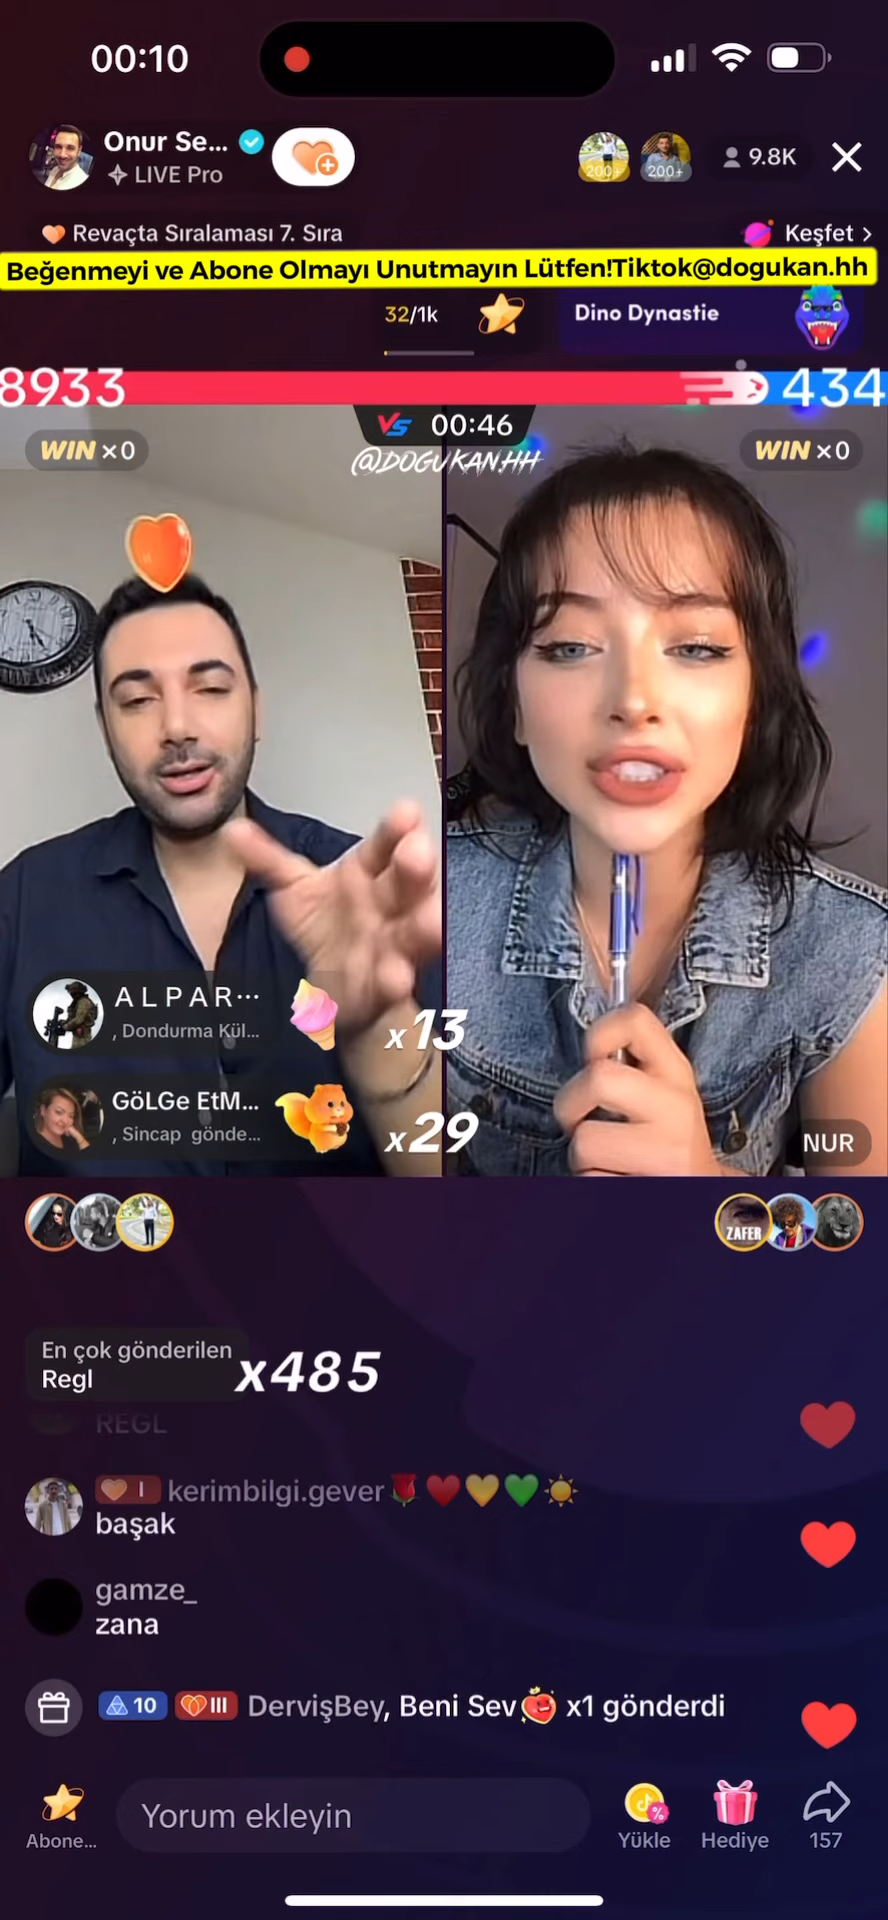 00:10
Onur Se...
LIVE Pro
200+
200+
9.8K
Revaçta Sıralaması 7. Sıra
Keşfet >
Beğenmeyi ve Abone Olmayı Unutmayın Lütfen!Tiktok@dogukan.hh
32/1k
Dino Dynastie
8933
434
VS 00:46
WIN x0
WIN x0
@DOGUKAN.HH
A L P A R...
, Dondurma Kül...
x13
GöLGe EtM...
, Sincap gönde...
x29
NUR
ZAFER
En çok gönderilen
Regl
x485
REGL
I kerimbilgi.gever🌹❤️💛💚☀️
başak
gamze_
zana
10 III DervişBey, Beni Sev x1 gönderdi
Abone...
Yorum ekleyin
Yükle
Hediye
157